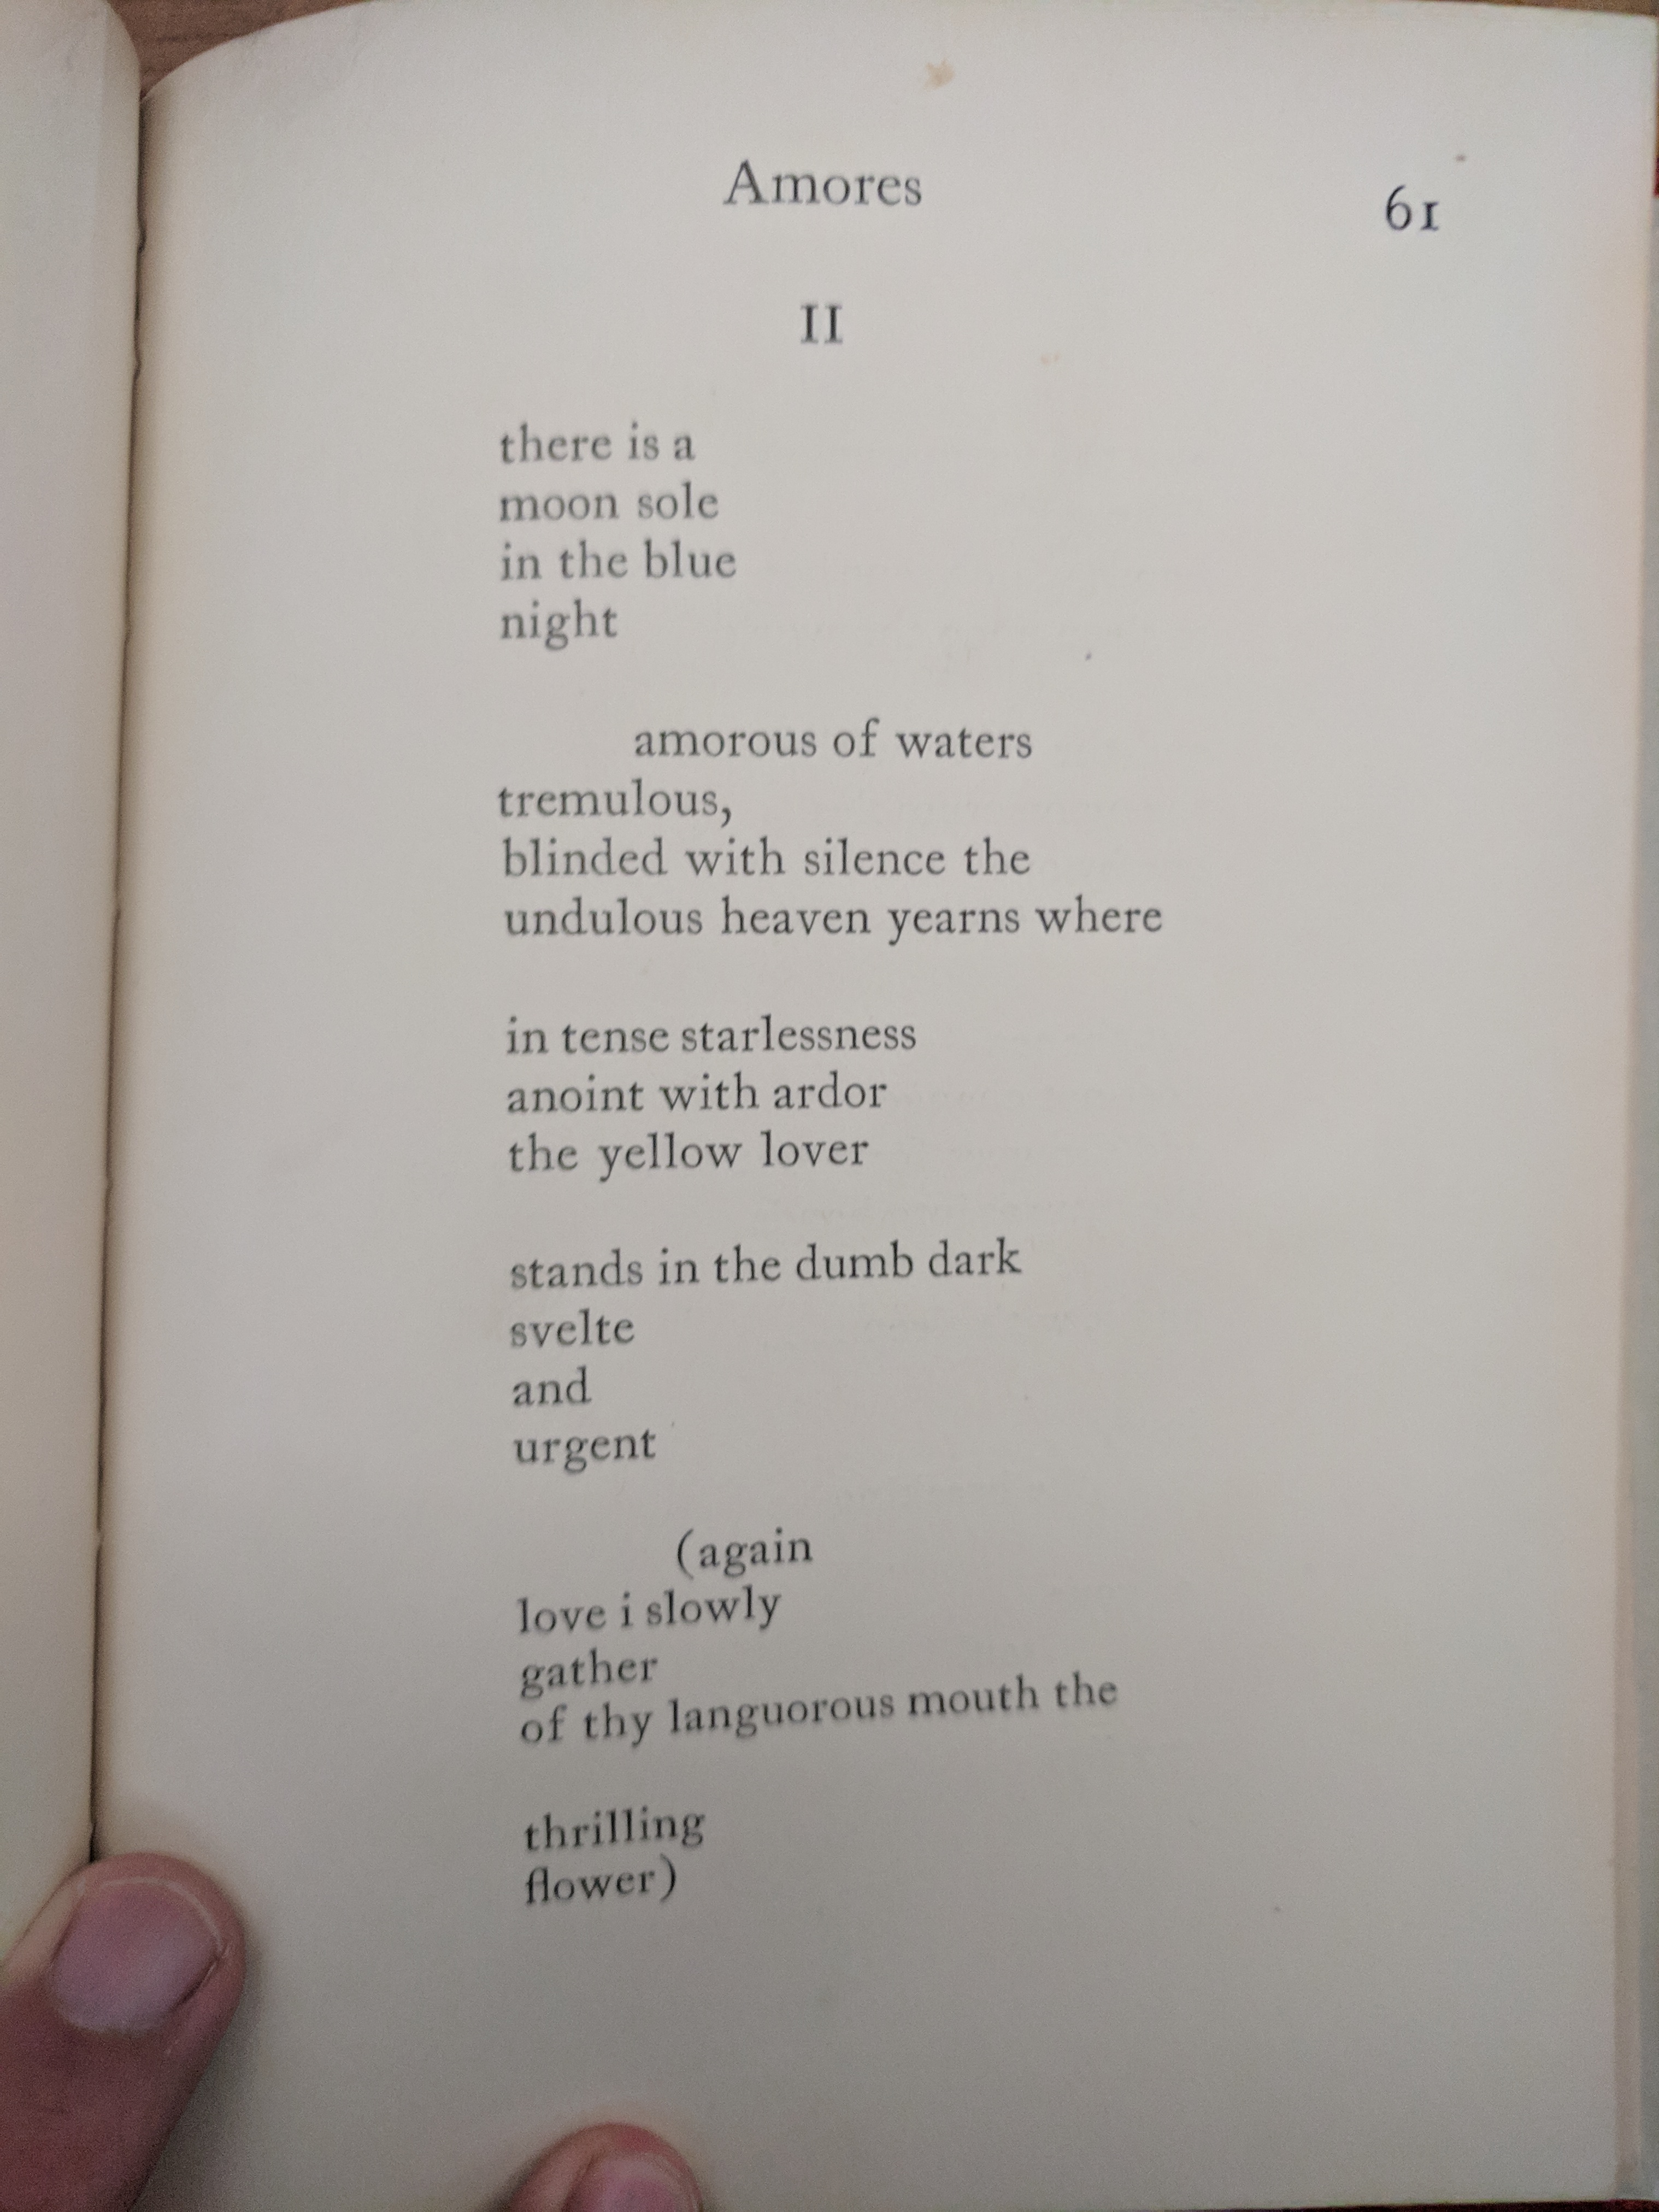 Amores
61
II
there is a
moon sole
in the blue
night
amorous of waters
tremulous,
blinded with silence the
undulous heaven yearns where
in tense starlessness
anoint with ardor
the yellow lover
stands in the dumb dark
svelte
and
urgent
(again
love i slowly
gather
of thy languorous mouth the
thrilling
flower)